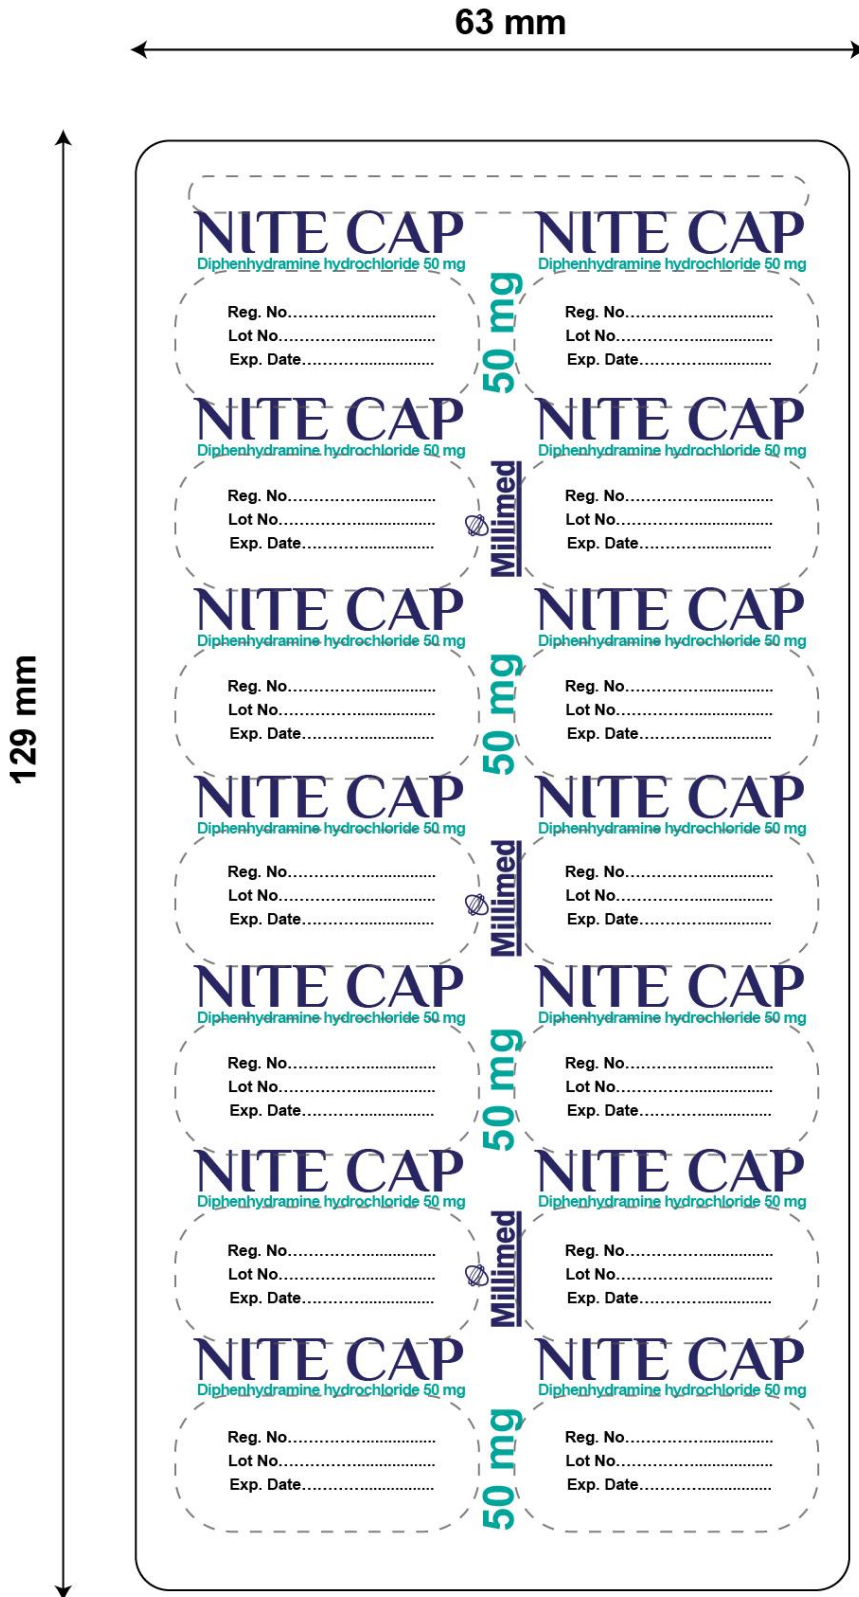 63 mm
129 mm
NITE CAP NITE CAP
Diphenhydramine hydrochloride 50 mg Diphenhydramine hydrochloride 50 mg
Reg. No.................................. Reg. No..................................
Lot No.................................... Lot No....................................
Exp. Date.............................. Exp. Date..............................
50 mg
NITE CAP NITE CAP
Diphenhydramine hydrochloride 50 mg Diphenhydramine hydrochloride 50 mg
Reg. No.................................. Reg. No..................................
Lot No.................................... Lot No....................................
Exp. Date.............................. Exp. Date..............................
Millimed
NITE CAP NITE CAP
Diphenhydramine hydrochloride 50 mg Diphenhydramine hydrochloride 50 mg
Reg. No.................................. Reg. No..................................
Lot No.................................... Lot No....................................
Exp. Date.............................. Exp. Date..............................
50 mg
NITE CAP NITE CAP
Diphenhydramine hydrochloride 50 mg Diphenhydramine hydrochloride 50 mg
Reg. No.................................. Reg. No..................................
Lot No.................................... Lot No....................................
Exp. Date.............................. Exp. Date..............................
Millimed
NITE CAP NITE CAP
Diphenhydramine hydrochloride 50 mg Diphenhydramine hydrochloride 50 mg
Reg. No.................................. Reg. No..................................
Lot No.................................... Lot No....................................
Exp. Date.............................. Exp. Date..............................
50 mg
NITE CAP NITE CAP
Diphenhydramine hydrochloride 50 mg Diphenhydramine hydrochloride 50 mg
Reg. No.................................. Reg. No..................................
Lot No.................................... Lot No....................................
Exp. Date.............................. Exp. Date..............................
Millimed
NITE CAP NITE CAP
Diphenhydramine hydrochloride 50 mg Diphenhydramine hydrochloride 50 mg
Reg. No.................................. Reg. No..................................
Lot No.................................... Lot No....................................
Exp. Date.............................. Exp. Date..............................
50 mg